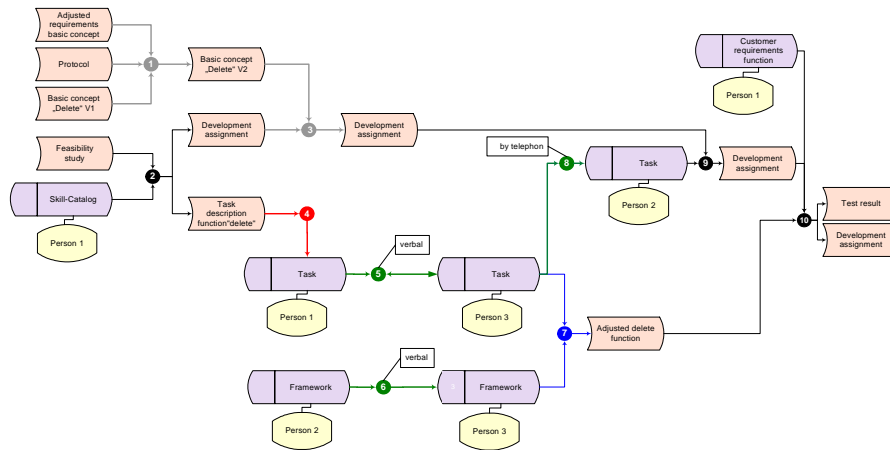 Adjusted
requirements
basic concept
Protocol
Basic concept
„Delete“ V1
1
Basic concept
„Delete“ V2
3
Development
assignment
Development
assignment
Feasibility
study
2
Skill-Catalog
Person 1
Task
description
function“delete”
4
Task
Person 1
verbal
5
Task
Person 3
Framework
Person 2
verbal
6
Framework
Person 3
7
Adjusted delete
function
by telephon
8
Task
Person 2
9
Development
assignment
Customer
requirements
function
Person 1
10
Test result
Development
assignment